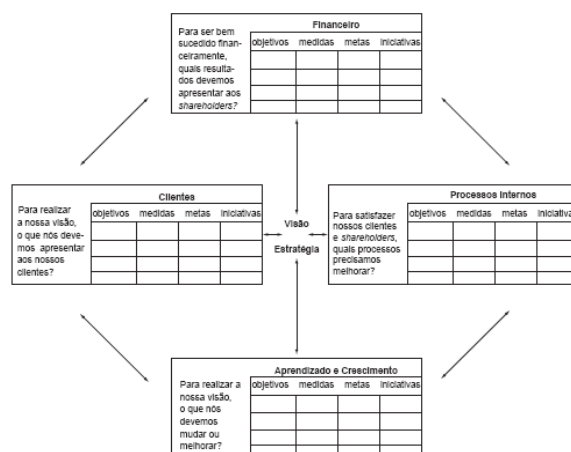 Para ser bem
sucedido finan-
ceiramente,
quais resulta-
dos devemos
apresentar aos
shareholders?
Financeiro
objetivos medidas metas iniciativas
Para realizar
a nossa visão,
o que nós deve-
mos apresentar
aos nossos
clientes?
Clientes
objetivos medidas metas iniciativas
Visão
Estratégia
Para satisfazer
nossos clientes
e shareholders,
quais processos
precisamos
melhorar?
Processos Internos
objetivos medidas metas iniciativa
Para realizar a
nossa visão,
o que nós
devemos
mudar ou
melhorar?
Aprendizado e Crescimento
objetivos medidas metas iniciativas